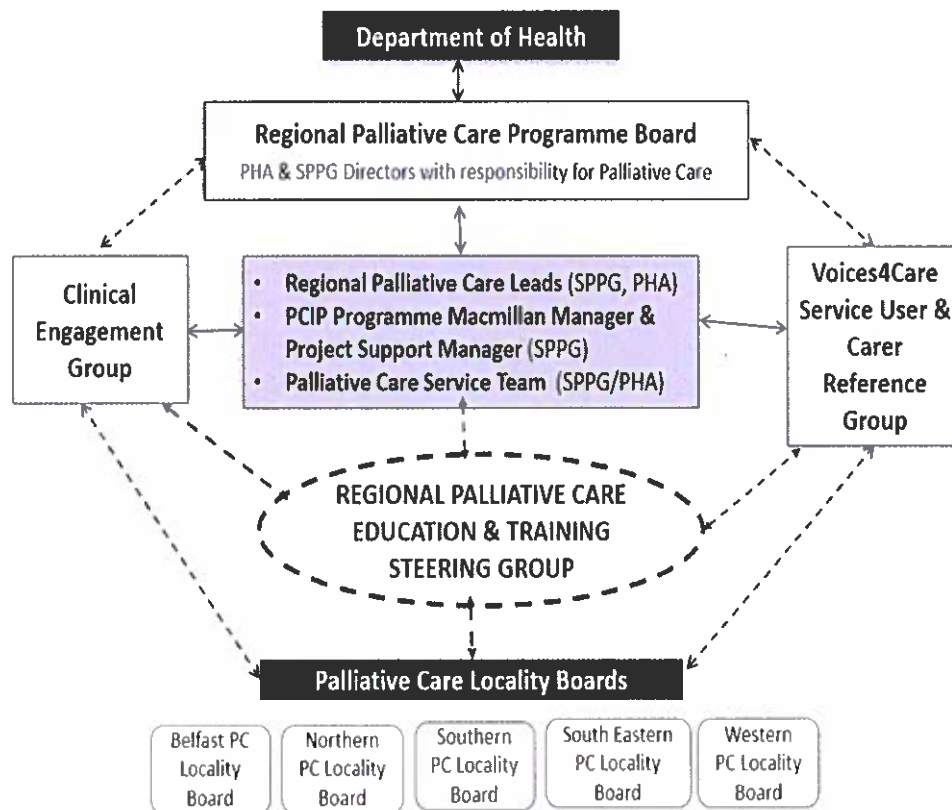 Department of Health
Regional Palliative Care Programme Board
PHA & SPPG Directors with responsibility for Palliative Care
Clinical
Engagement
Group
• Regional Palliative Care Leads (SPPG, PHA)
• PCIP Programme Macmillan Manager &
Project Support Manager (SPPG)
• Palliative Care Service Team (SPPG/PHA)
Voices4Care
Service User &
Carer
Reference
Group
REGIONAL PALLIATIVE CARE
EDUCATION & TRAINING
STEERING GROUP
Palliative Care Locality Boards
Belfast PC
Locality
Board
Northern
PC Locality
Board
Southern
PC Locality
Board
South Eastern
PC Locality
Board
Western
PC Locality
Board